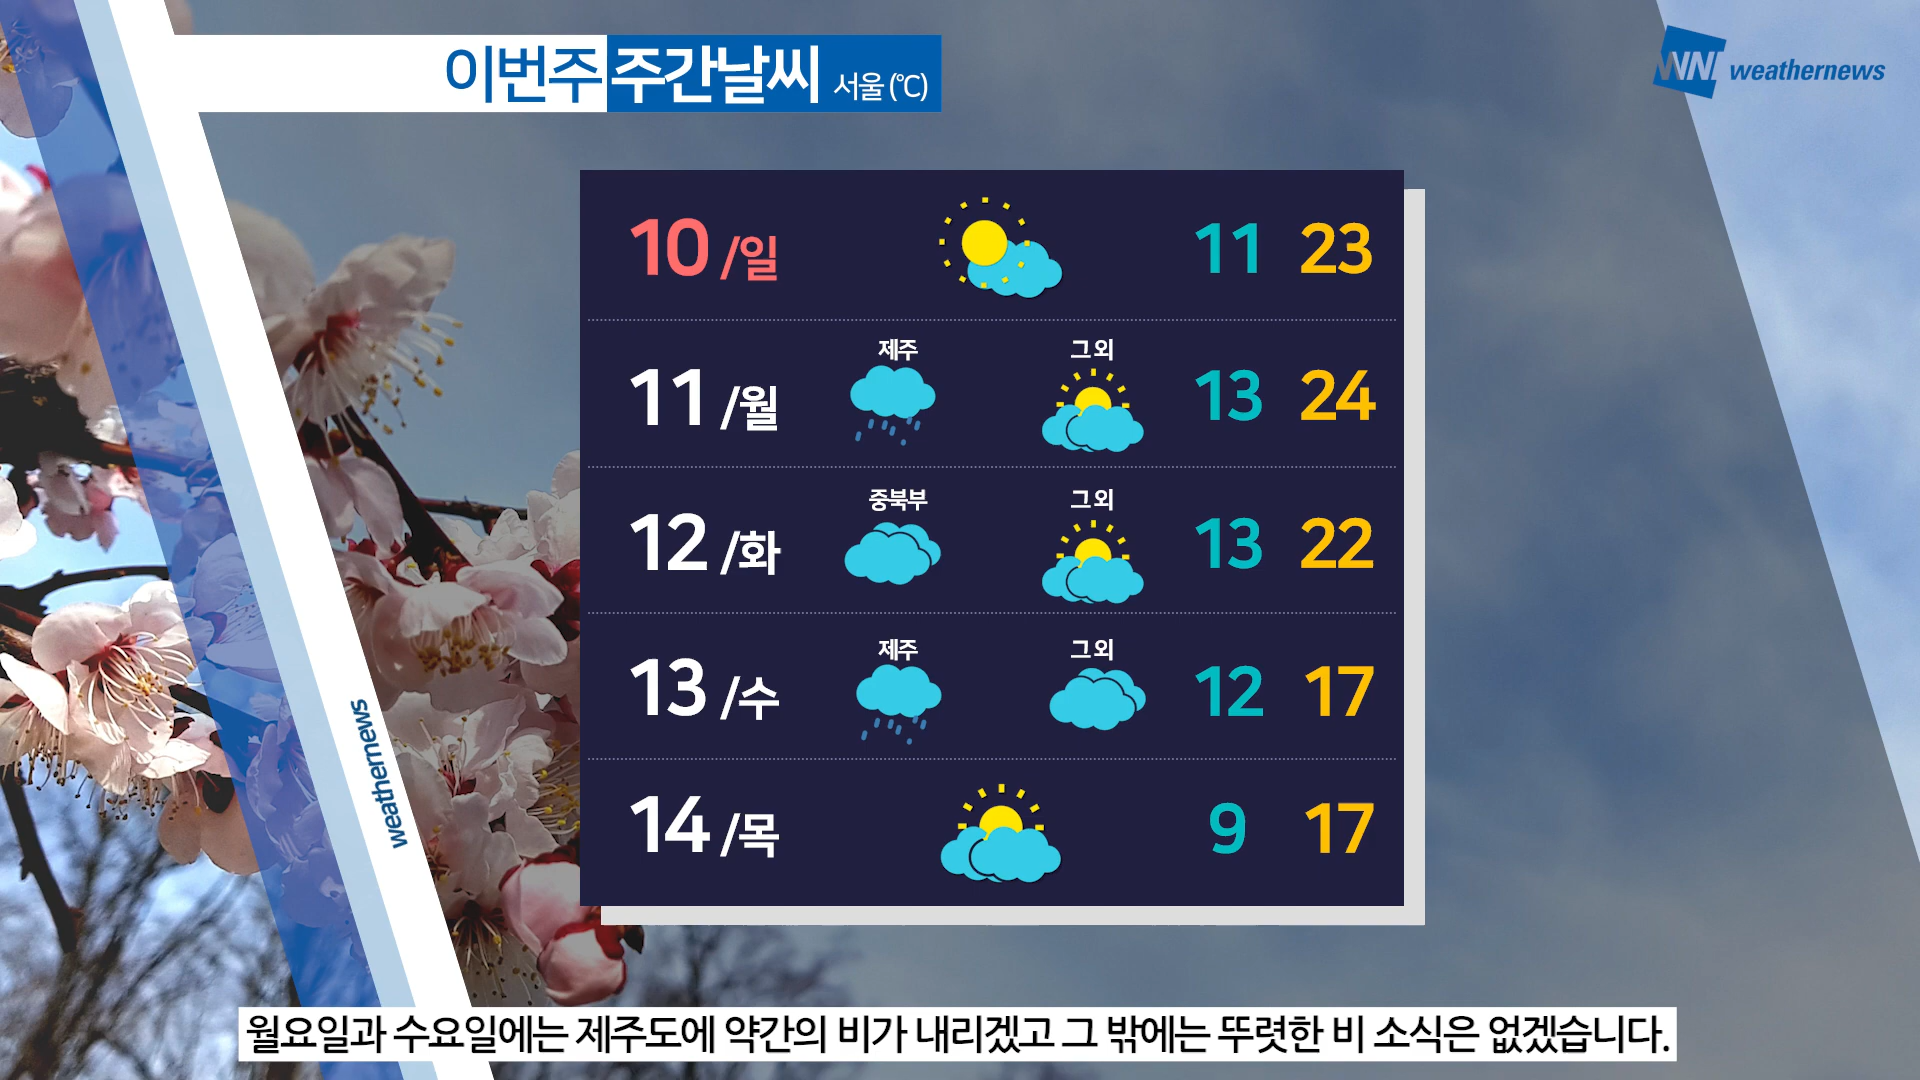 이번주 주간날씨 서울 (℃)
weathernews
10 /일 11 23
제주 그 외
11 /월 13 24
중북부 그 외
12 /화 13 22
제주 그 외
13 /수 12 17
14 /목 9 17
weathernews
월요일과 수요일에는 제주도에 약간의 비가 내리겠고 그 밖에는 뚜렷한 비 소식은 없겠습니다.